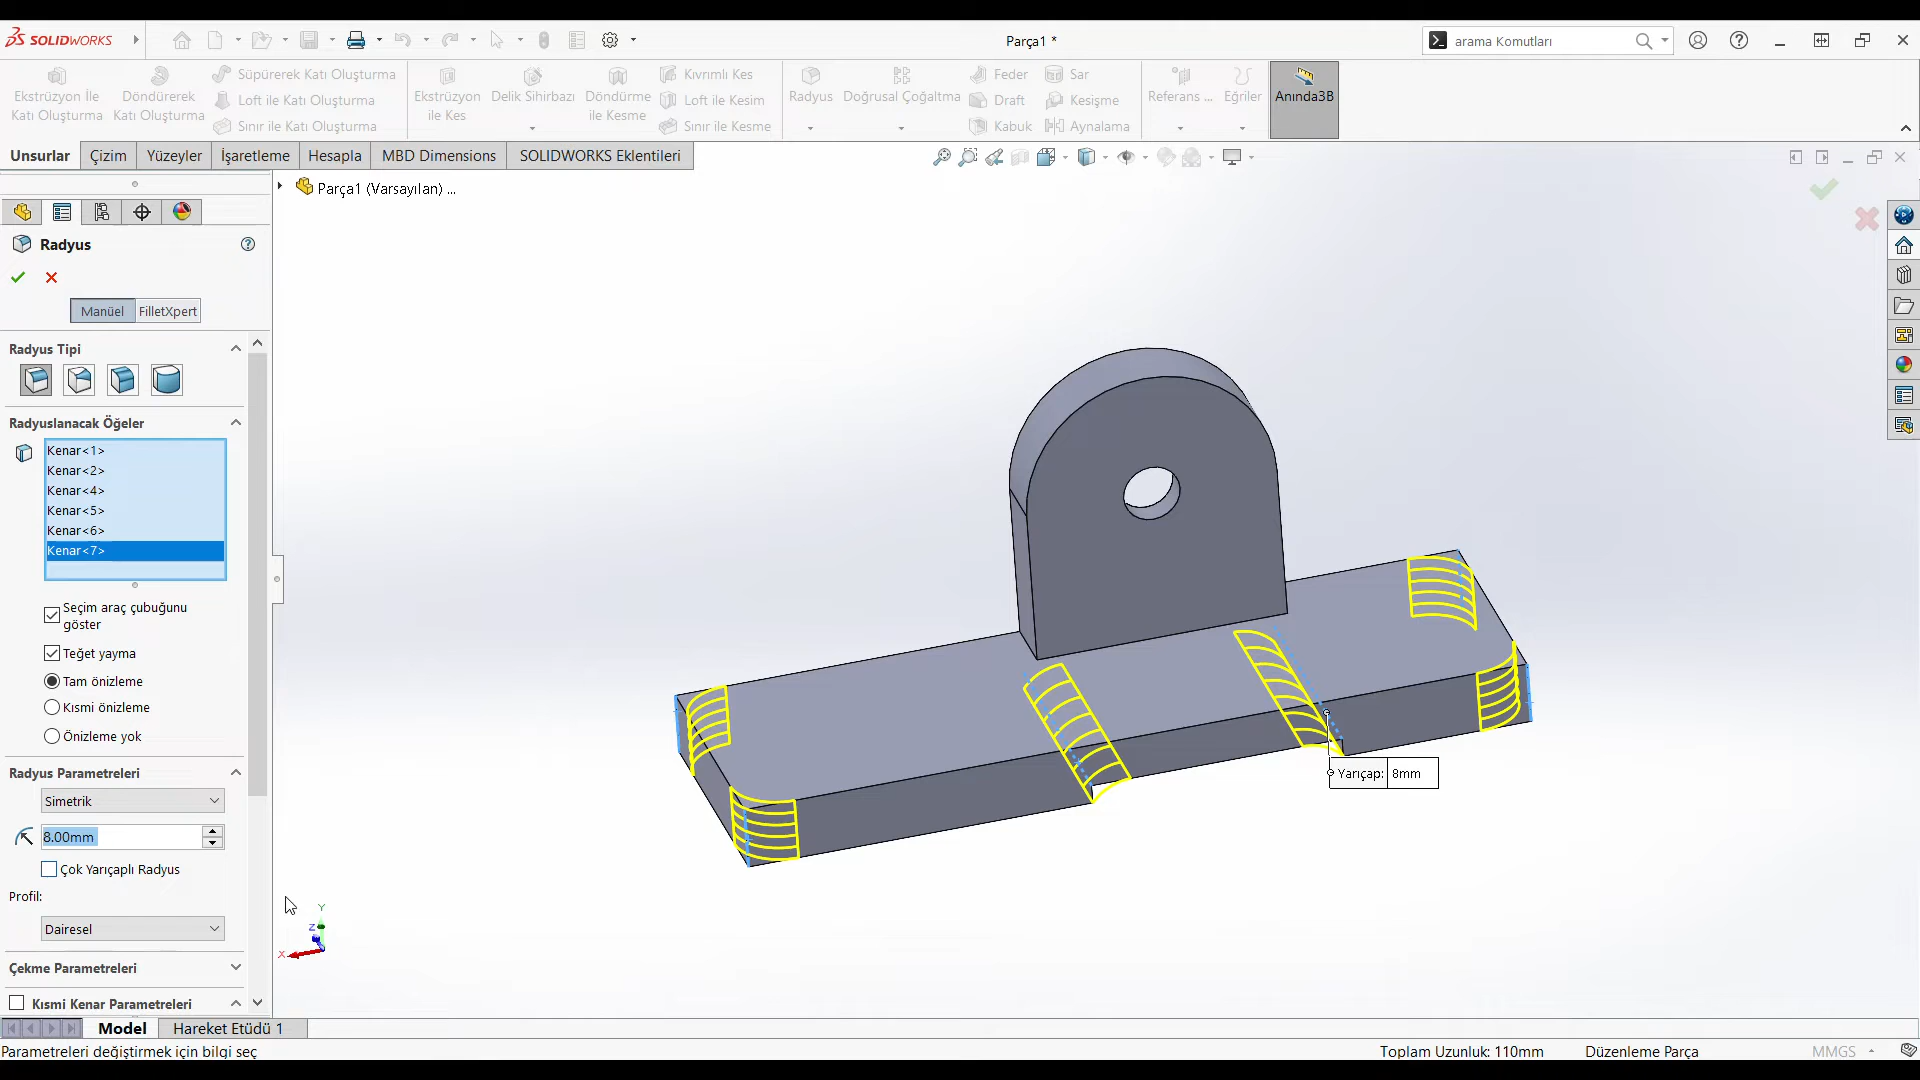 SOLIDWORKS
Parça1 *
arama Komutları
Ekstrüzyon İle
Katı Oluşturma
Döndürerek
Katı Oluşturma
Süpürerek Katı Oluşturma
Loft ile Katı Oluşturma
Sınır ile Katı Oluşturma
Ekstrüzyon
ile Kes
Delik Sihirbazı
Döndürme
ile Kesme
Kıvrımlı Kes
Loft ile Kesim
Sınır ile Kesme
Radyus
Doğrusal Çoğaltma
Feder
Draft
Kabuk
Sar
Kesişme
Aynalama
Referans ...
Eğriler
Anında3B
Unsurlar
Çizim
Yüzeyler
İşaretleme
Hesapla
MBD Dimensions
SOLIDWORKS Eklentileri
Parça1 (Varsayılan) ...
Radyus
Manüel
FilletXpert
Radyus Tipi
Radyuslanacak Öğeler
Kenar<1>
Kenar<2>
Kenar<4>
Kenar<5>
Kenar<6>
Kenar<7>
Seçim araç çubuğunu
göster
Teğet yayma
Tam önizleme
Kısmi önizleme
Önizleme yok
Radyus Parametreleri
Simetrik
8.00mm
Çok Yarıçaplı Radyus
Profil:
Dairesel
Çekme Parametreleri
Kısmi Kenar Parametreleri
Yarıçap: 8mm
Y
Z
X
Model
Hareket Etüdü 1
Parametreleri değiştirmek için bilgi seç
Toplam Uzunluk: 110mm
Düzenleme Parça
MMGS